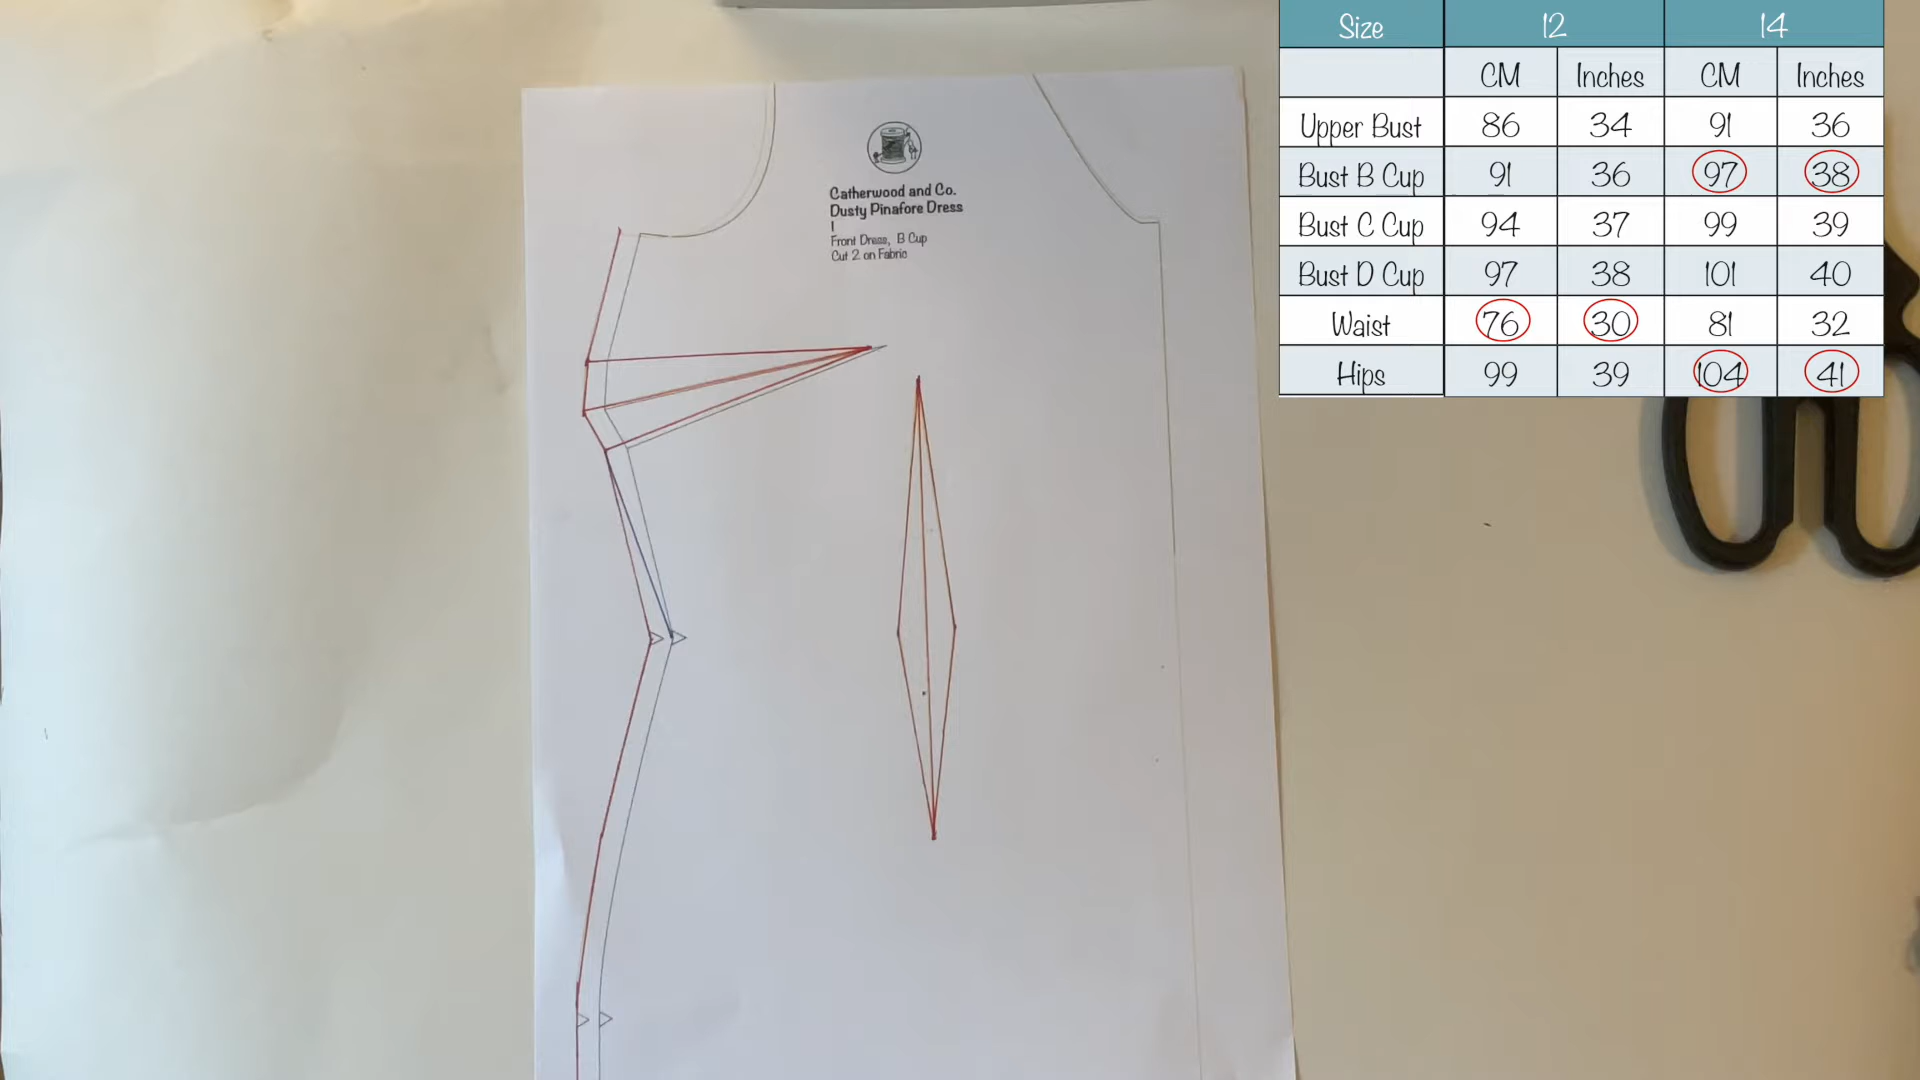 Size 12 14
CM Inches CM Inches
Upper Bust 86 34 91 36
Bust B Cup 91 36 97 38
Bust C Cup 94 37 99 39
Bust D Cup 97 38 101 40
Waist 76 30 81 32
Hips 99 39 104 41
Catherwood and Co.
Dusty Pinafore Dress
1
Front Dress, B Cup
Cut 2 on Fabric